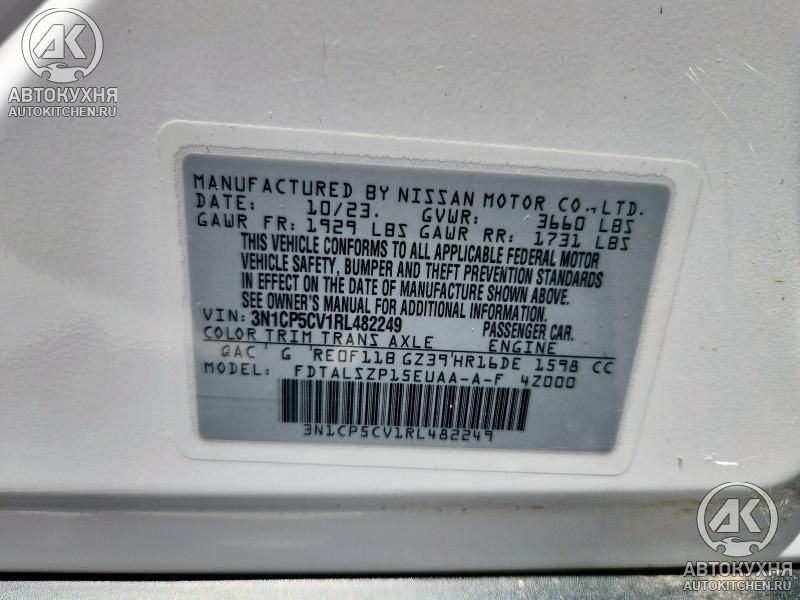 AK
АВТОКУХНЯ
AUTOKITCHEN.RU
MANUFACTURED BY NISSAN MOTOR CO.,LTD.
DATE: 10/23. GVWR: 3660 LBS
GAWR FR: 1929 LBS GAWR RR: 1731 LBS
THIS VEHICLE CONFORMS TO ALL APPLICABLE FEDERAL MOTOR
VEHICLE SAFETY, BUMPER AND THEFT PREVENTION STANDARDS
IN EFFECT ON THE DATE OF MANUFACTURE SHOWN ABOVE.
SEE OWNER'S MANUAL FOR ADDITIONAL INFORMATION.
VIN: 3N1CP5CV1RL482249 PASSENGER CAR.
COLOR TRIM TRANS AXLE ENGINE
QAC G RE0F11B GZ39 HR16DE 1598 CC
MODEL: FDTALSZP15EUAA-A-F 4Z000
3N1CP5CV1RL482249
AK
АВТОКУХНЯ
AUTOKITCHEN.RU